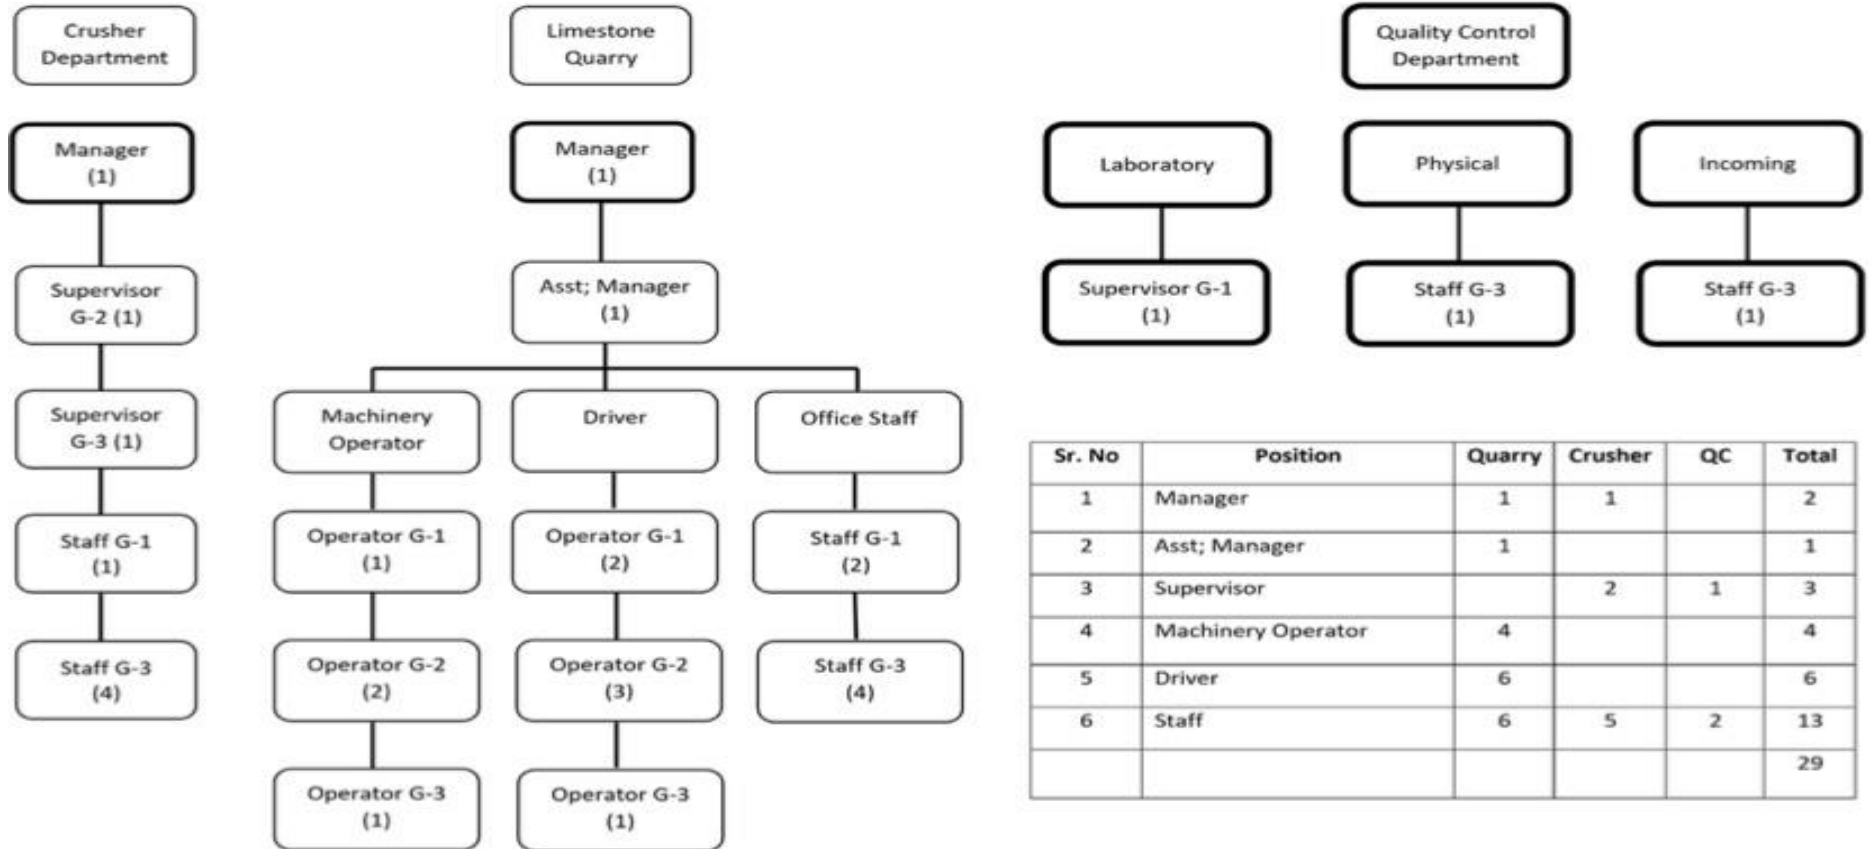 Crusher
Department
Manager
(1)
Supervisor
G-2 (1)
Supervisor
G-3 (1)
Staff G-1
(1)
Staff G-3
(4)
Limestone
Quarry
Manager
(1)
Asst; Manager
(1)
Machinery
Operator
Operator G-1
(1)
Operator G-2
(2)
Operator G-3
(1)
Driver
Operator G-1
(2)
Operator G-2
(3)
Operator G-3
(1)
Office Staff
Staff G-1
(2)
Staff G-3
(4)
Quality Control
Department
Laboratory
Supervisor G-1
(1)
Physical
Staff G-3
(1)
Incoming
Staff G-3
(1)
Sr. No Position Quarry Crusher QC Total
1 Manager 1 1 2
2 Asst; Manager 1 1
3 Supervisor 2 1 3
4 Machinery Operator 4 4
5 Driver 6 6
6 Staff 6 5 2 13
29